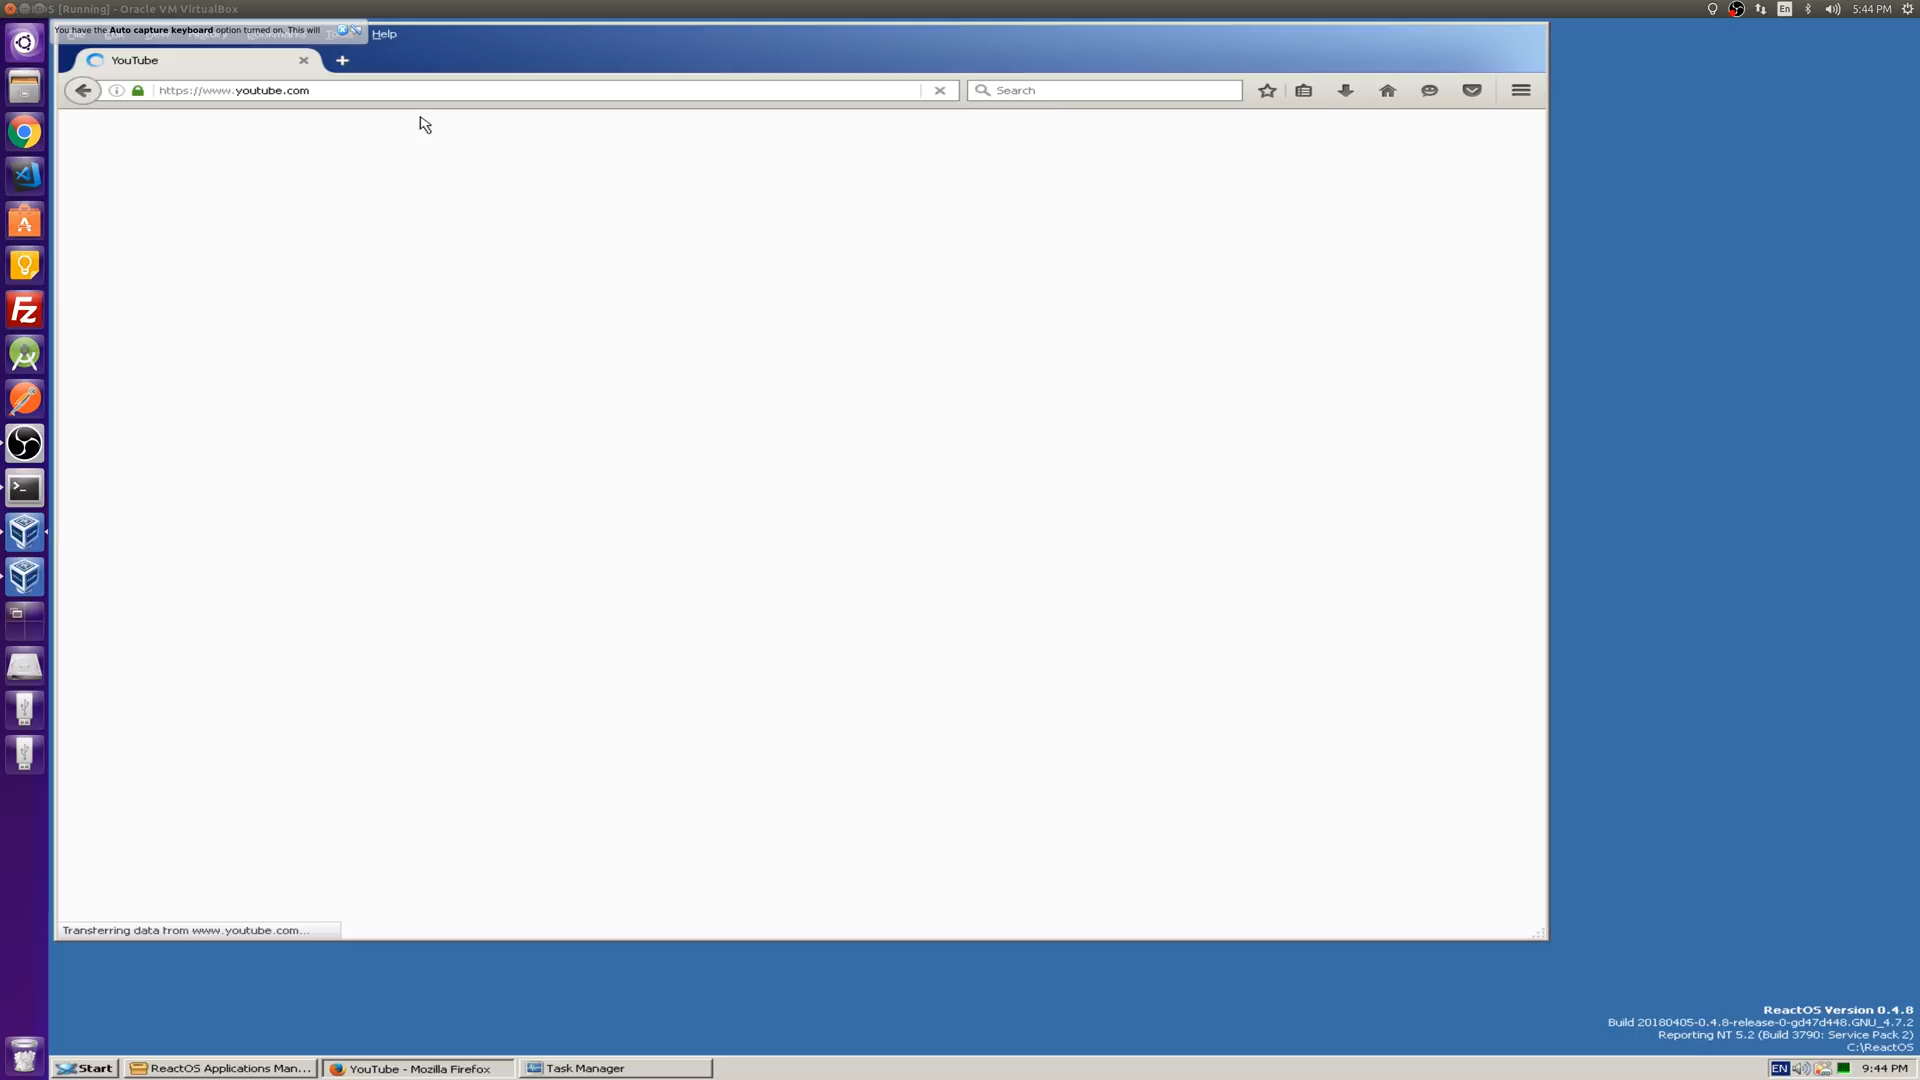 S [Running] - Oracle VM VirtualBox
En
5:44 PM
You have the Auto capture keyboard option turned on. This will
Help
YouTube
https://www.youtube.com
Search
Transferring data from www.youtube.com...
ReactOS Version 0.4.8
Build 20180405-0.4.8-release-0-gd47d448.GNU_4.7.2
Reporting NT 5.2 (Build 3790: Service Pack 2)
C:\ReactOS
Start
ReactOS Applications Man...
YouTube - Mozilla Firefox
Task Manager
EN
9:44 PM